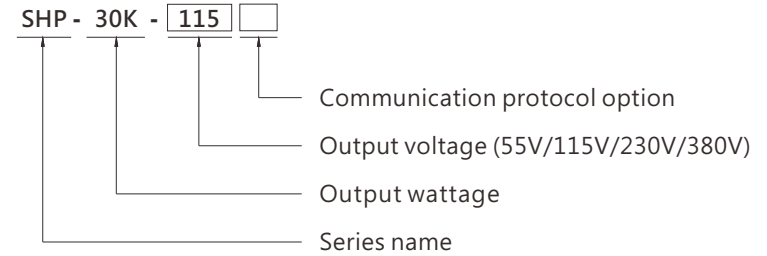 SHP - 30K - 115
Communication protocol option
Output voltage (55V/115V/230V/380V)
Output wattage
Series name